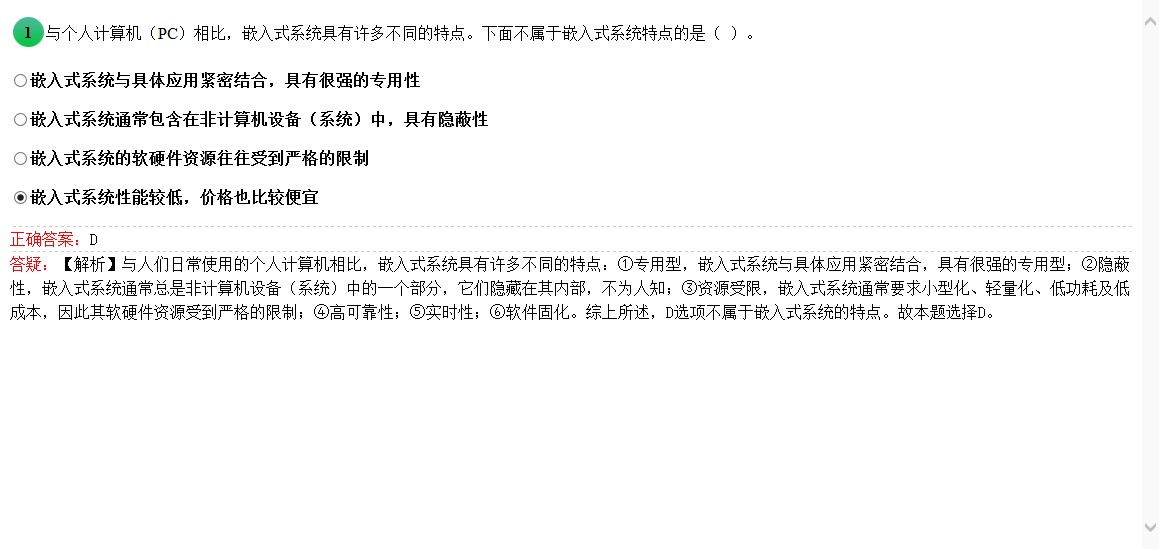 1 与个人计算机（PC）相比，嵌入式系统具有许多不同的特点。下面不属于嵌入式系统特点的是（ ）。
嵌入式系统与具体应用紧密结合，具有很强的专用性
嵌入式系统通常包含在非计算机设备（系统）中，具有隐蔽性
嵌入式系统的软硬件资源往往受到严格的限制
嵌入式系统性能较低，价格也比较便宜
正确答案：D
答疑：【解析】与人们日常使用的个人计算机相比，嵌入式系统具有许多不同的特点：①专用型，嵌入式系统与具体应用紧密结合，具有很强的专用型；②隐蔽
性，嵌入式系统通常总是非计算机设备（系统）中的一个部分，它们隐藏在其内部，不为人知；③资源受限，嵌入式系统通常要求小型化、轻量化、低功耗及低
成本，因此其软硬件资源受到严格的限制；④高可靠性；⑤实时性；⑥软件固化。综上所述，D选项不属于嵌入式系统的特点。故本题选择D。